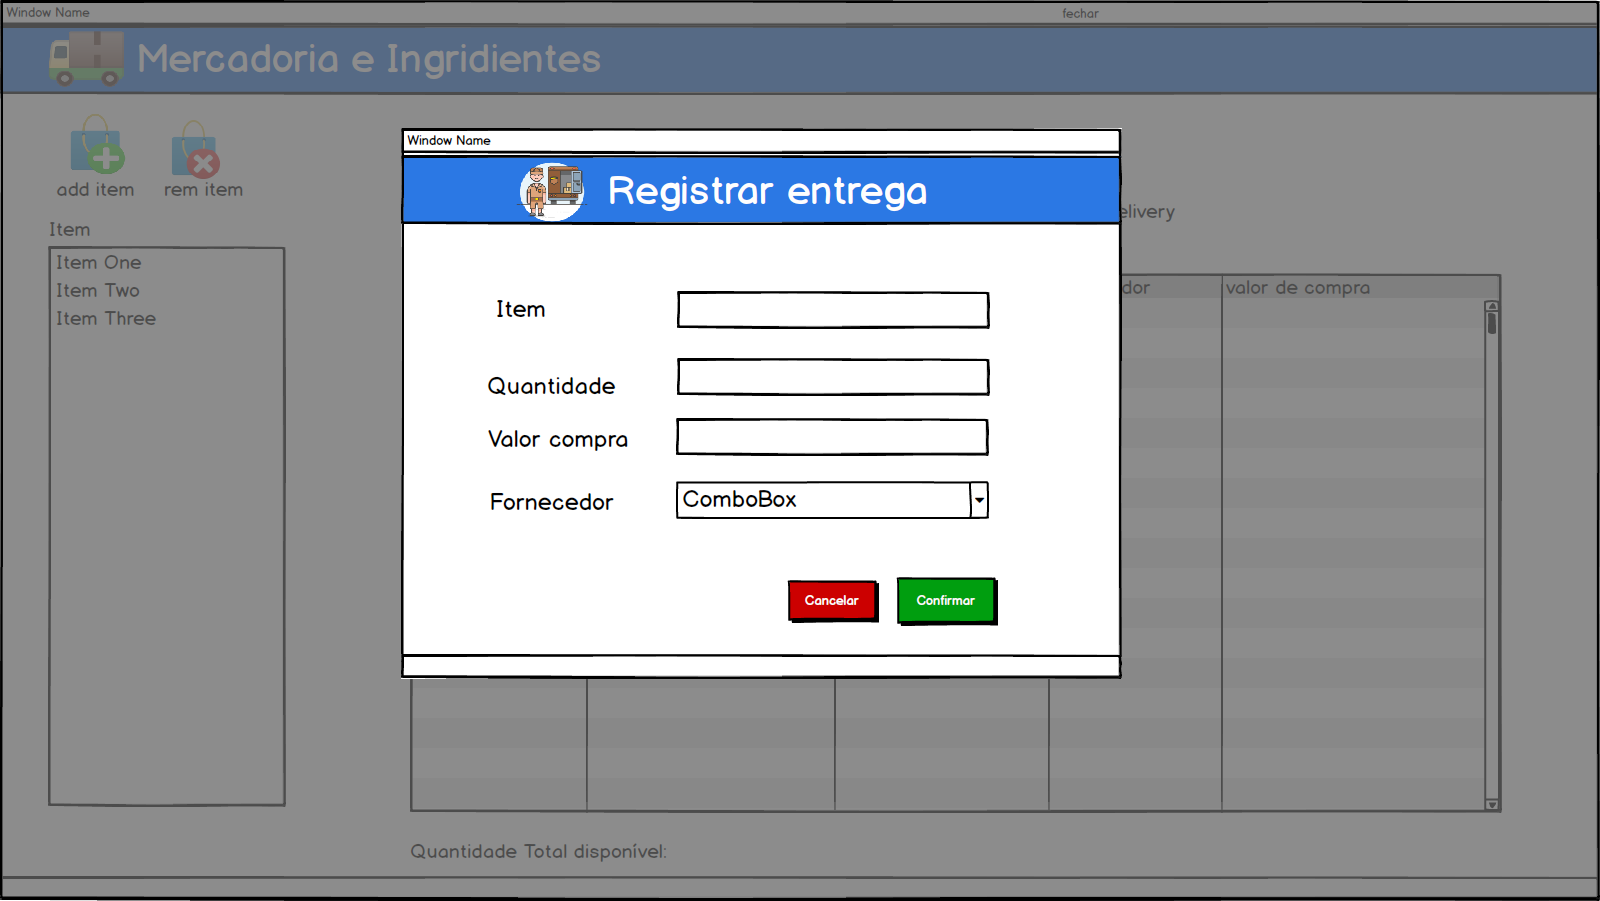 Window Name
fechar
Mercadoria e Ingridientes
add item
rem item
Item
Item One
Item Two
Item Three
elivery
dor
valor de compra
Quantidade Total disponível:
Window Name
Registrar entrega
Item
Quantidade
Valor compra
Fornecedor
ComboBox
Cancelar
Confirmar